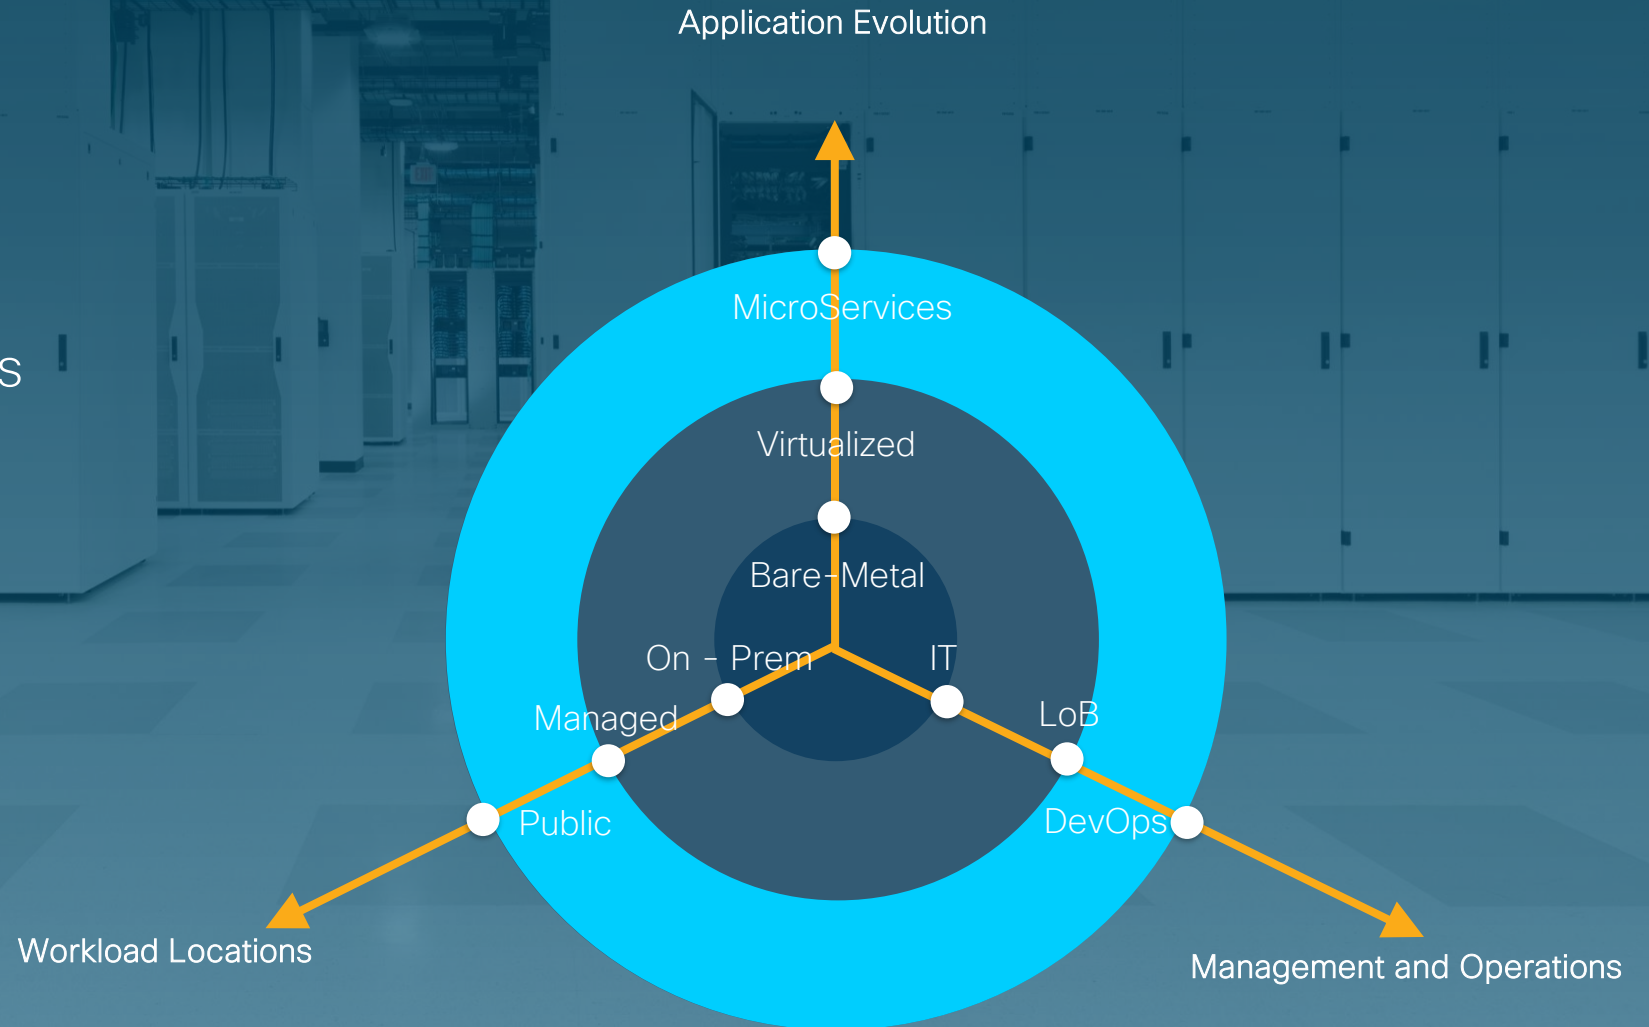 Application Evolution
MicroServices
s
Virtualized
Bare-Metal
On - Prem
IT
Managed
LoB
Public
DevOps
Workload Locations
Management and Operations